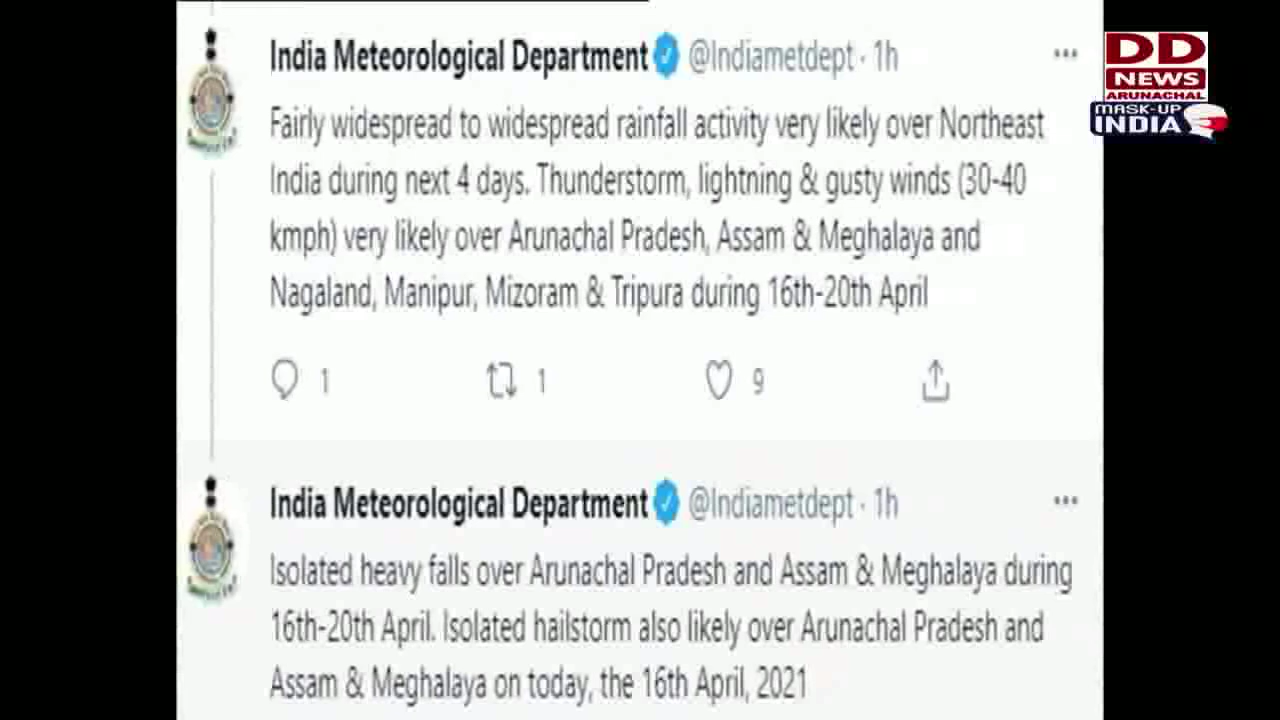 India Meteorological Department @Indiametdept · 1h
Fairly widespread to widespread rainfall activity very likely over Northeast
India during next 4 days. Thunderstorm, lightning & gusty winds (30-40
kmph) very likely over Arunachal Pradesh, Assam & Meghalaya and
Nagaland, Manipur, Mizoram & Tripura during 16th-20th April
1 1 9
India Meteorological Department @Indiametdept · 1h
Isolated heavy falls over Arunachal Pradesh and Assam & Meghalaya during
16th-20th April. Isolated hailstorm also likely over Arunachal Pradesh and
Assam & Meghalaya on today, the 16th April, 2021
DD
NEWS
ARUNACHAL
MASK-UP
INDIA